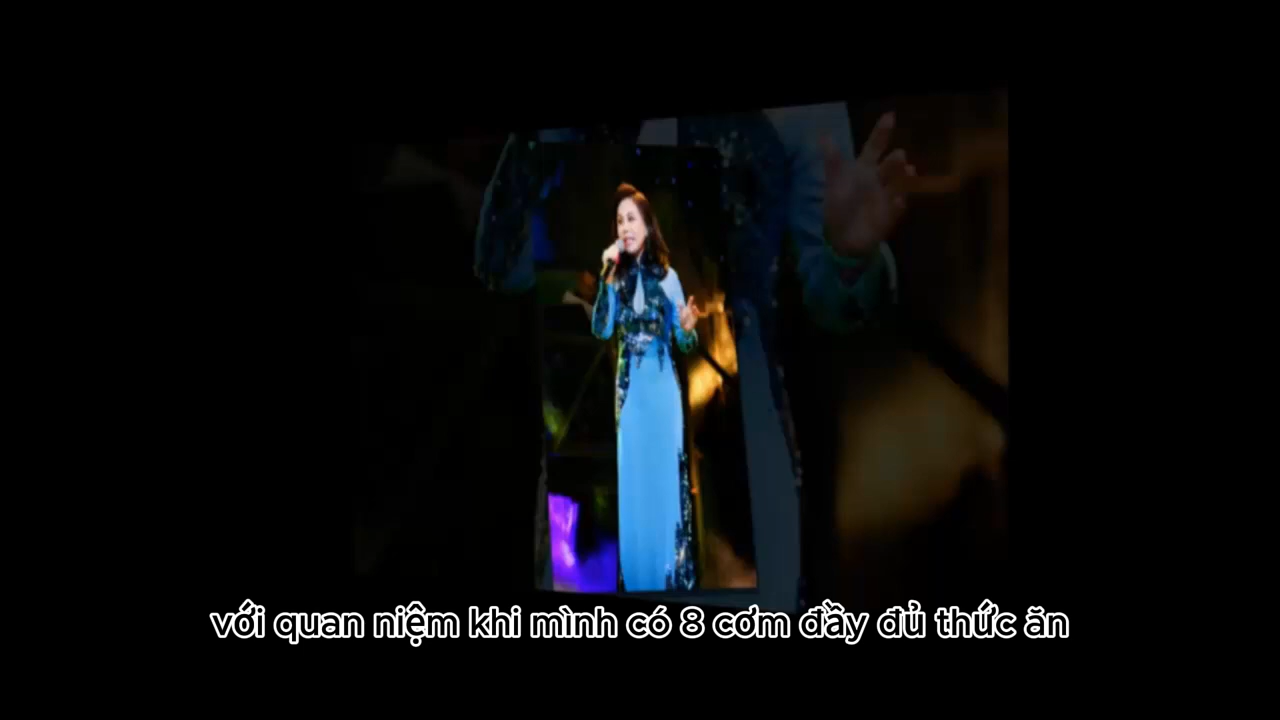 với quan niệm khi mình có 8 cơm đầy đủ thức ăn